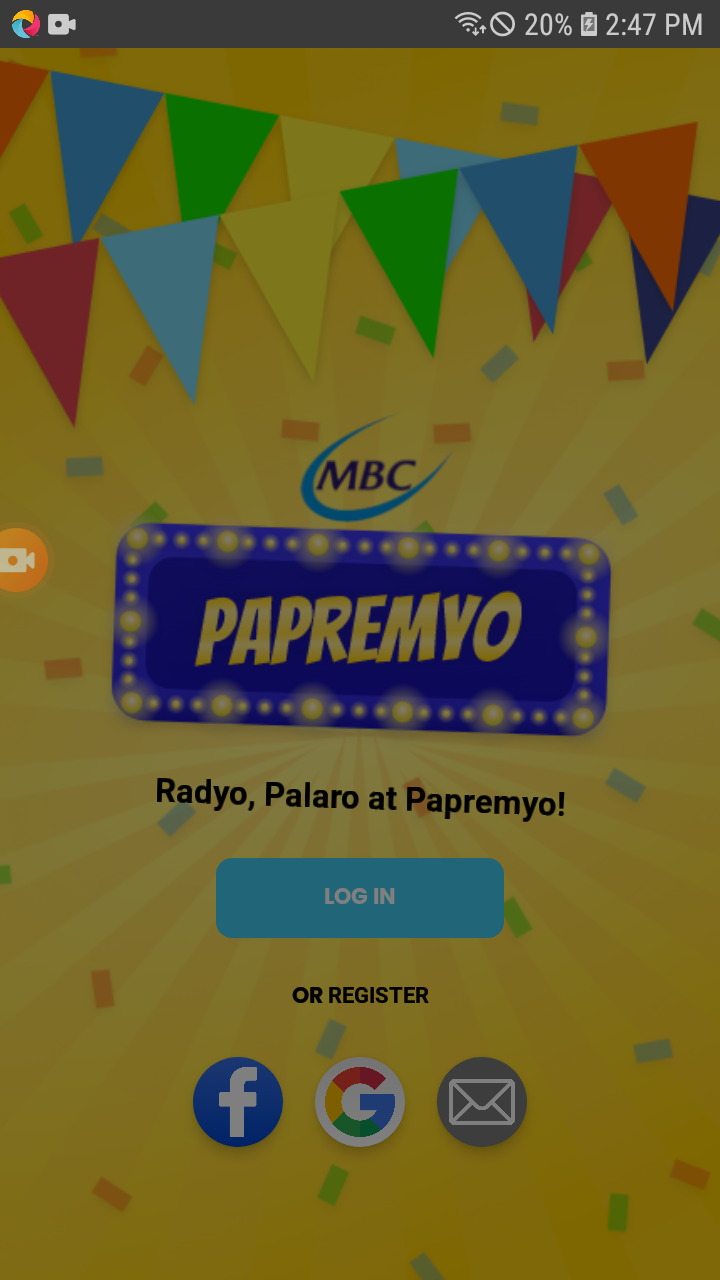 20% 2:47 PM
MBC
PAPREMYO
Radyo, Palaro at Papremyo!
LOG IN
OR REGISTER